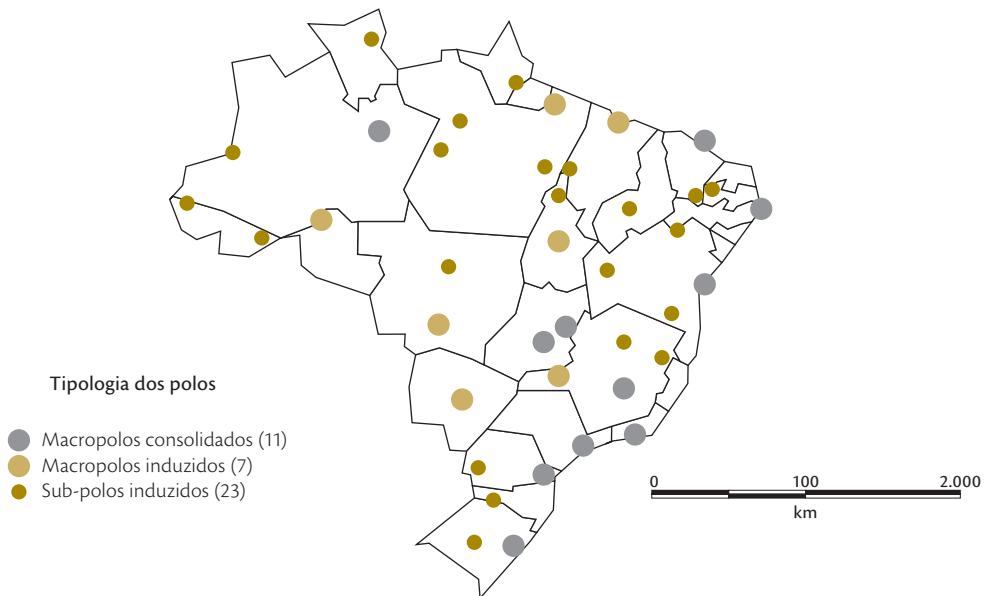 Tipologia dos polos
Macropolos consolidados (11)
Macropolos induzidos (7)
Sub-polos induzidos (23)
0 100 2.000
km